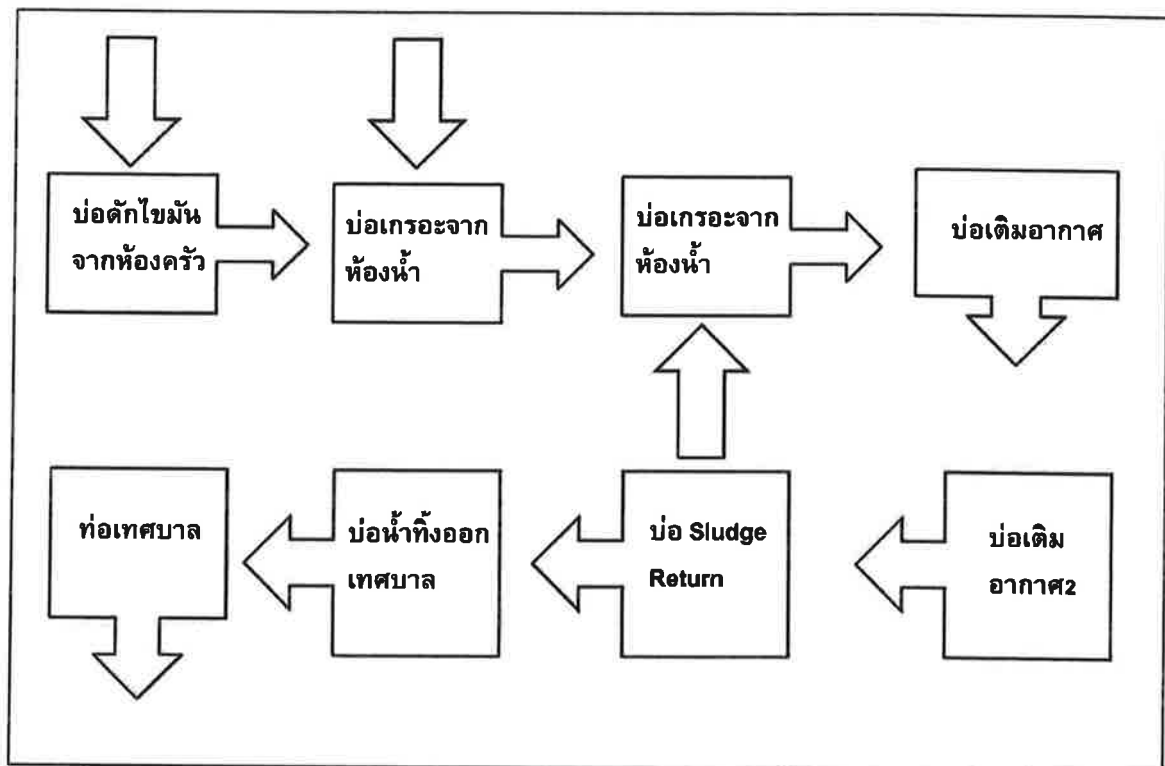 บ่อดักไขมัน
จากห้องครัว
บ่อเกรอะจาก
ห้องน้ำ
บ่อเกรอะจาก
ห้องน้ำ
บ่อเติมอากาศ
ท่อเทศบาล
บ่อน้ำทิ้งออก
เทศบาล
บ่อ Sludge
Return
บ่อเติม
อากาศ2